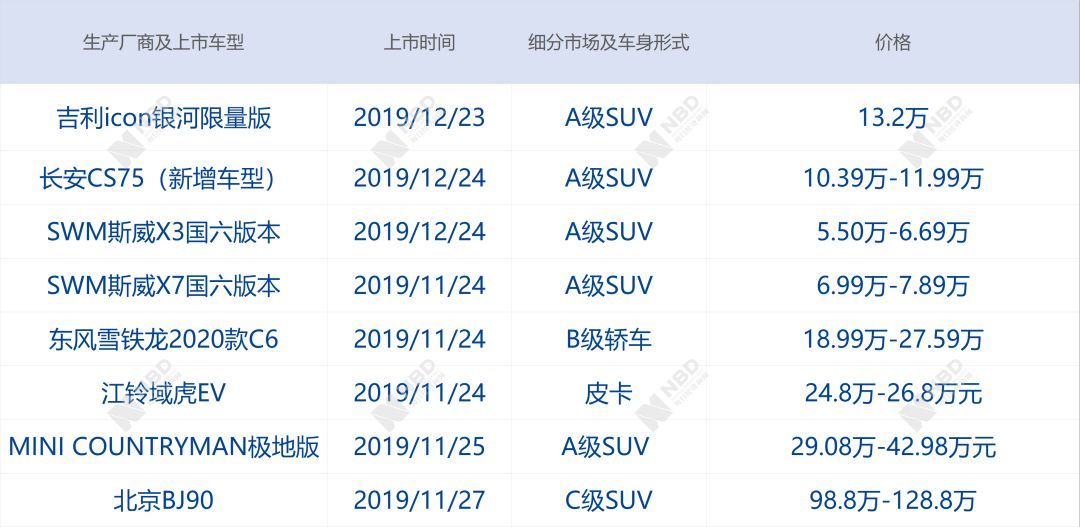 生产厂商及上市车型 上市时间 细分市场及车身形式 价格
吉利icon银河限量版 2019/12/23 A级SUV 13.2万
长安CS75（新增车型） 2019/12/24 A级SUV 10.39万-11.99万
SWM斯威X3国六版本 2019/12/24 A级SUV 5.50万-6.69万
SWM斯威X7国六版本 2019/11/24 A级SUV 6.99万-7.89万
东风雪铁龙2020款C6 2019/11/24 B级轿车 18.99万-27.59万
江铃域虎EV 2019/11/24 皮卡 24.8万-26.8万元
MINI COUNTRYMAN极地版 2019/11/25 A级SUV 29.08万-42.98万元
北京BJ90 2019/11/27 C级SUV 98.8万-128.8万
NBD
NBD
NBD
NBD
NBD
NBD
NBD
NBD